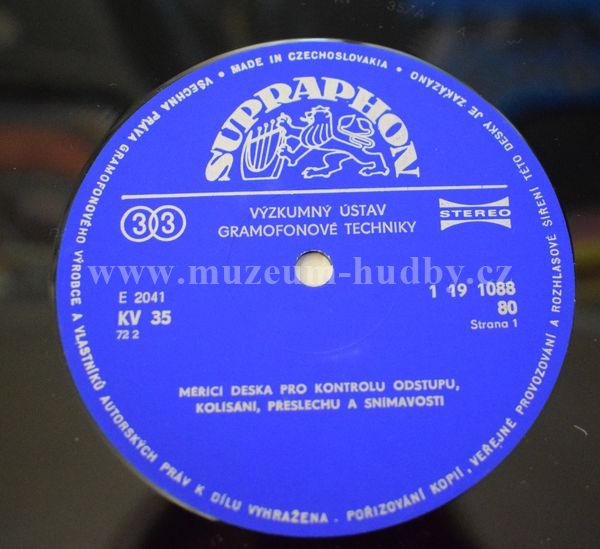 VŠECHNA PRÁVA GRAMOFONOVÉHO VÝROBCE A VLASTNÍKŮ AUTORSKÝCH PRÁV K DÍLU VYHRAŽENA. POŘIZOVÁNÍ KOPIÍ, VEŘEJNÉ PROVOZOVÁNÍ A ROZHLASOVÉ ŠÍŘENÍ TÉTO DESKY JE ZAKÁZÁNO • MADE IN CZECHOSLOVAKIA •
SUPRAPHON
33
VÝZKUMNÝ ÚSTAV
GRAMOFONOVÉ TECHNIKY
STEREO
www.muzeum-hudby.cz
E 2041
KV 35
72 2
1 19 1088
80
Strana 1
MĚŘICÍ DESKA PRO KONTROLU ODSTUPU,
KOLÍSÁNÍ, PŘESLECHU A SNÍMAVOSTI